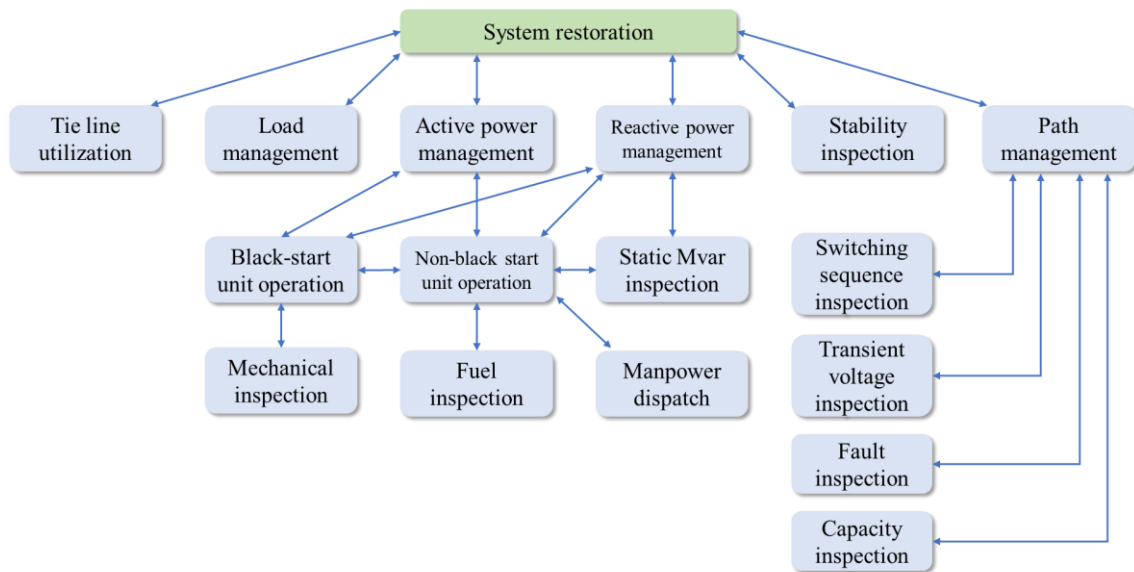 System restoration
Tie line
utilization
Load
management
Active power
management
Reactive power
management
Stability
inspection
Path
management
Black-start
unit operation
Non-black start
unit operation
Static Mvar
inspection
Switching
sequence
inspection
Mechanical
inspection
Fuel
inspection
Manpower
dispatch
Transient
voltage
inspection
Fault
inspection
Capacity
inspection